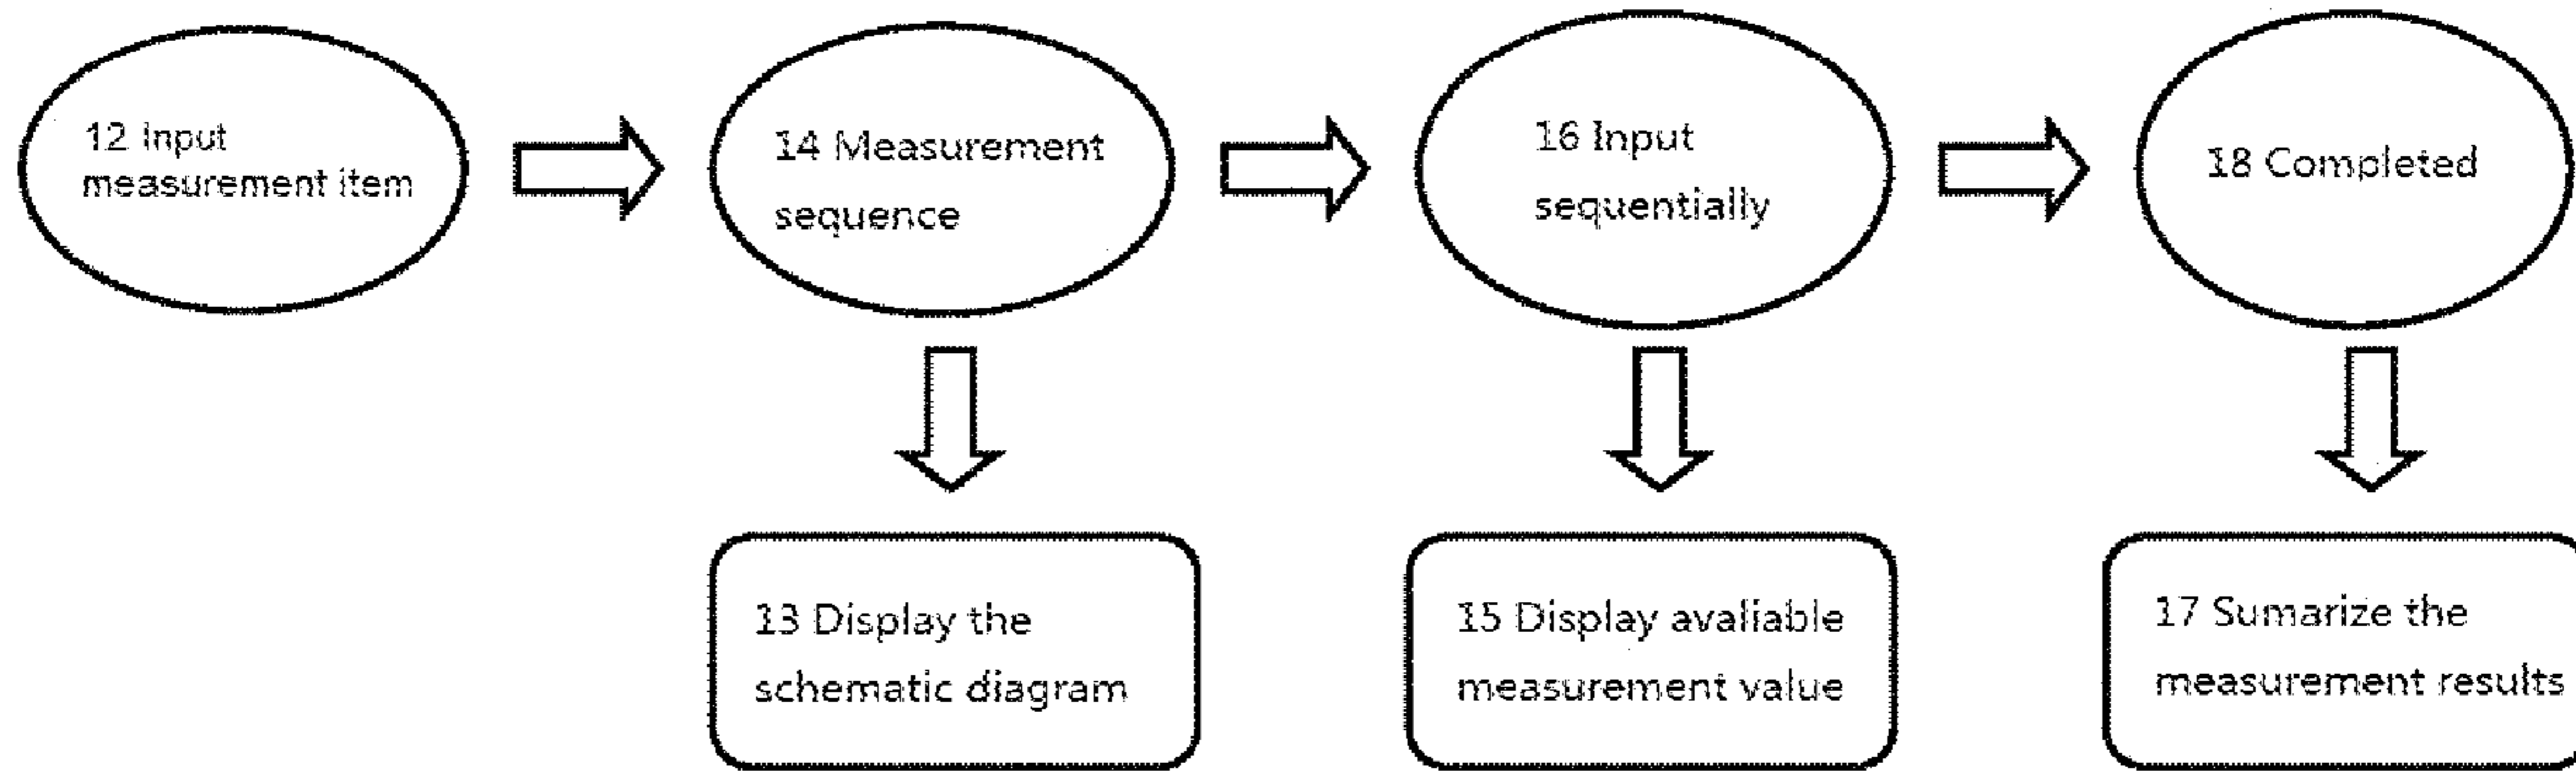 12 Input
measurement item
14 Measurement
sequence
16 Input
sequentially
18 Completed
13 Display the
schematic diagram
15 Display avaliable
measurement value
17 Sumarize the
measurement results